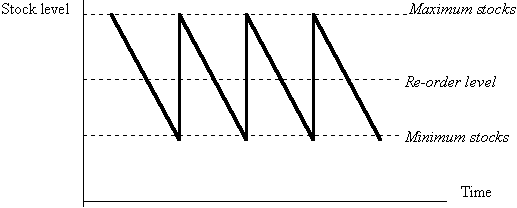 Stock level
Maximum stocks
Re-order level
Minimum stocks
Time